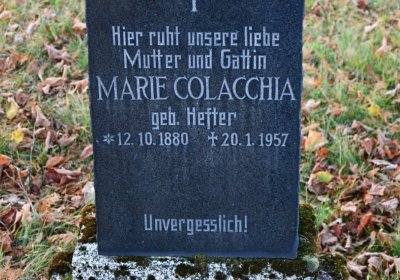 Hier ruht unsere liebe
Mutter und Gattin
MARIE COLACCHIA
geb. Hefter
*12.10.1880 ✝20.1.1957
Unvergesslich!